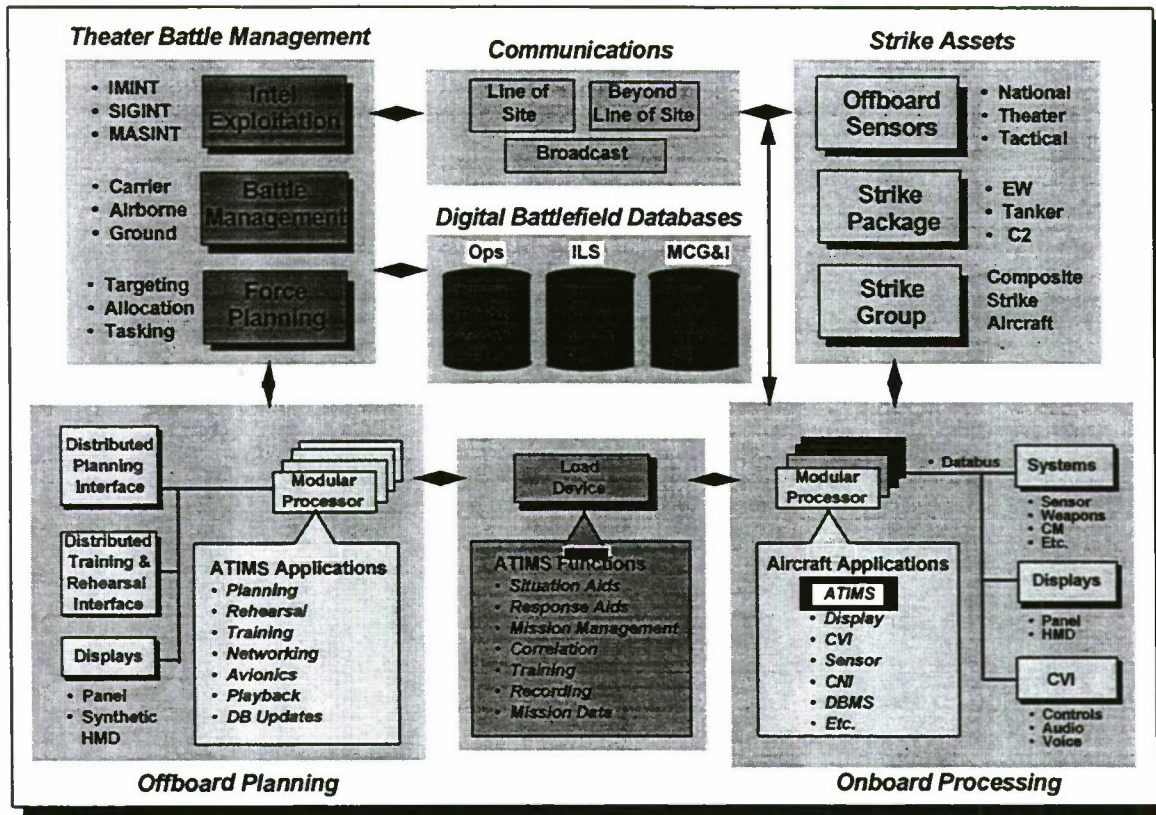 Theater Battle Management
• IMINT
• SIGINT
• MASINT
Intel
Exploitation
• Carrier
• Airborne
• Ground
Battle
Management
• Targeting
• Allocation
• Tasking
Force
Planning
Communications
Line of
Site
Beyond
Line of Site
Broadcast
Digital Battlefield Databases
Ops
ILS
MCG&I
Strike Assets
Offboard
Sensors
• National
• Theater
• Tactical
Strike
Package
• EW
• Tanker
• C2
Strike
Group
Composite
Strike
Aircraft
Distributed
Planning
Interface
Distributed
Training &
Rehearsal
Interface
Displays
• Panel
• Synthetic
HMD
Modular
Processor
ATIMS Applications
• Planning
• Rehearsal
• Training
• Networking
• Avionics
• Playback
• DB Updates
Offboard Planning
Load
Device
ATIMS Functions
• Situation Aids
• Response Aids
• Mission Management
• Correlation
• Training
• Recording
• Mission Data
Modular
Processor
• Databus
Aircraft Applications
• ATIMS
• Display
• CVI
• Sensor
• CNI
• DBMS
• Etc.
Systems
• Sensor
• Weapons
• CM
• Etc.
Displays
• Panel
• HMD
CVI
• Controls
• Audio
• Voice
Onboard Processing